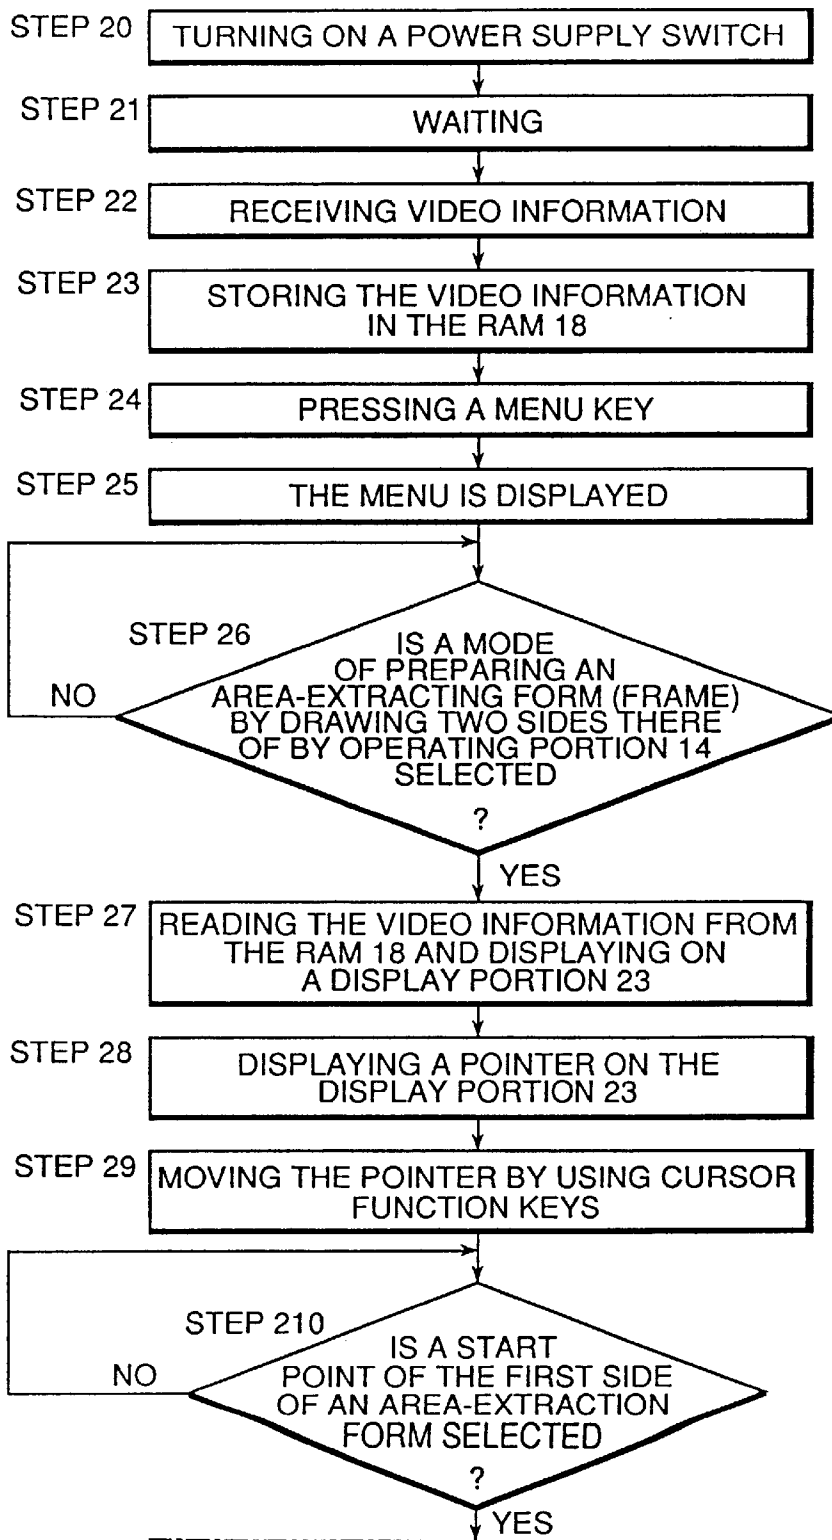 STEP 20
TURNING ON A POWER SUPPLY SWITCH
STEP 21
WAITING
STEP 22
RECEIVING VIDEO INFORMATION
STEP 23
STORING THE VIDEO INFORMATION
IN THE RAM 18
STEP 24
PRESSING A MENU KEY
STEP 25
THE MENU IS DISPLAYED
STEP 26
IS A MODE
OF PREPARING AN
AREA-EXTRACTING FORM (FRAME)
BY DRAWING TWO SIDES THERE
OF BY OPERATING PORTION 14
SELECTED
?
NO
YES
STEP 27
READING THE VIDEO INFORMATION FROM
THE RAM 18 AND DISPLAYING ON
A DISPLAY PORTION 23
STEP 28
DISPLAYING A POINTER ON THE
DISPLAY PORTION 23
STEP 29
MOVING THE POINTER BY USING CURSOR
FUNCTION KEYS
STEP 210
IS A START
POINT OF THE FIRST SIDE
OF AN AREA-EXTRACTION
FORM SELECTED
?
NO
YES